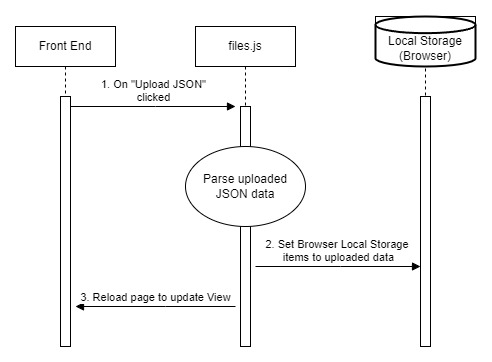 Front End
files.js
Local Storage
(Browser)
1. On "Upload JSON"
clicked
Parse uploaded
JSON data
2. Set Browser Local Storage
items to uploaded data
3. Reload page to update View